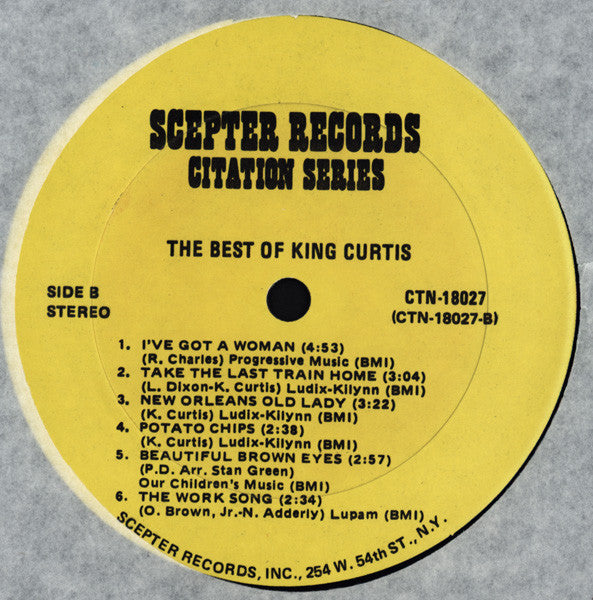 SCEPTER RECORDS
CITATION SERIES
THE BEST OF KING CURTIS
SIDE B
STEREO
CTN-18027
(CTN-18027-B)
1. I'VE GOT A WOMAN (4:53)
(R. Charles) Progressive Music (BMI)
2. TAKE THE LAST TRAIN HOME (3:04)
(L. Dixon-K. Curtis) Ludix-Kilynn (BMI)
3. NEW ORLEANS OLD LADY (3:22)
(K. Curtis) Ludix-Kilynn (BMI)
4. POTATO CHIPS (2:38)
(K. Curtis) Ludix-Kilynn (BMI)
5. BEAUTIFUL BROWN EYES (2:57)
(P.D. Arr. Stan Green)
Our Children's Music (BMI)
6. THE WORK SONG (2:34)
(O. Brown, Jr.-N. Adderly) Lupam (BMI)
SCEPTER RECORDS, INC., 254 W. 54th ST., N.Y.